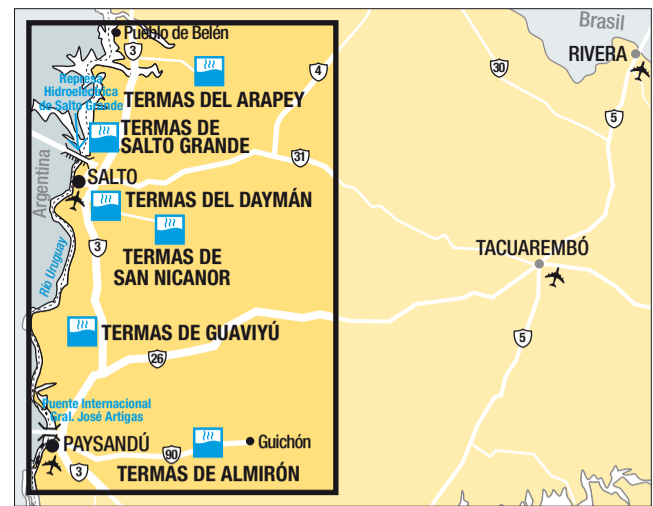 Brasil
Pueblo de Belén
3
RIVERA
4
30
Represa
Hidroeléctrica
de Salto Grande
TERMAS DEL ARAPEY
5
TERMAS DE
SALTO GRANDE
31
Argentina
SALTO
TERMAS DEL DAYMÁN
3
TERMAS DE
SAN NICANOR
TACUAREMBÓ
Río Uruguay
TERMAS DE GUAVIYÚ
5
26
Puente Internacional
Gral. José Artigas
PAYSANDÚ
Guichón
90
3
TERMAS DE ALMIRÓN